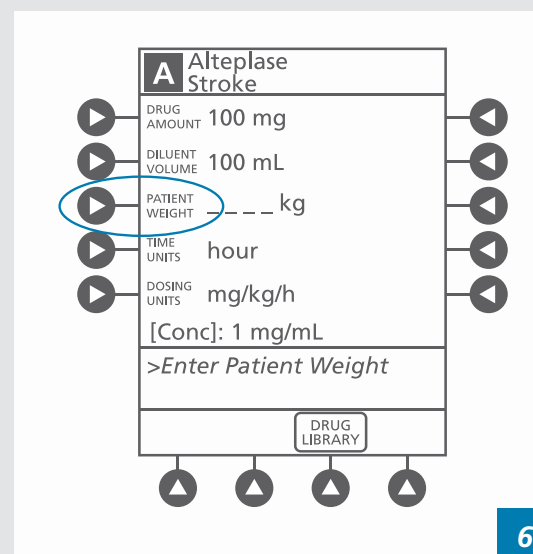 A Alteplase
Stroke
DRUG
AMOUNT 100 mg
DILUENT
VOLUME 100 mL
PATIENT
WEIGHT _ _ _ _ kg
TIME
UNITS hour
DOSING
UNITS mg/kg/h
[Conc]: 1 mg/mL
>Enter Patient Weight
DRUG
LIBRARY
6